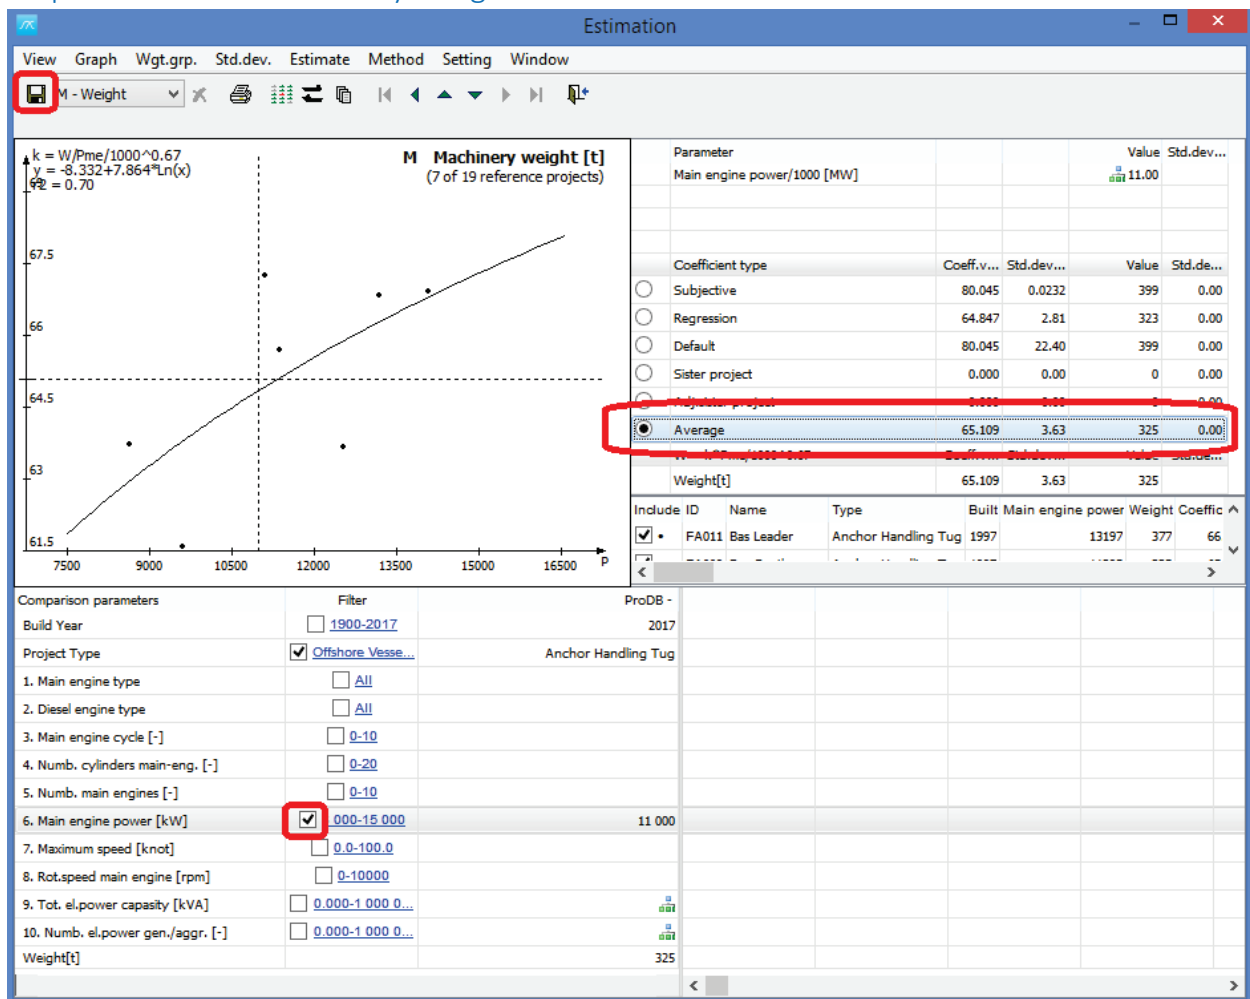 Estimation
View Graph Wgt.grp. Std.dev. Estimate Method Setting Window
M - Weight
k = W/Pme/1000^0.67
y = -8.332+7.864*Ln(x)
r2 = 0.70
M Machinery weight [t]
(7 of 19 reference projects)
69
67.5
66
64.5
63
61.5
7500 9000 10500 12000 13500 15000 16500 P
Parameter Value Std.dev...
Main engine power/1000 [MW] 11.00
Coefficient type Coeff.v... Std.dev... Value Std.de...
Subjective 80.045 0.0232 399 0.00
Regression 64.847 2.81 323 0.00
Default 80.045 22.40 399 0.00
Sister project 0.000 0.00 0 0.00
Average 65.109 3.63 325 0.00
Weight[t] 65.109 3.63 325
Include ID Name Type Built Main engine power Weight Coeffic
FA011 Bas Leader Anchor Handling Tug 1997 13197 377 66
Comparison parameters Filter ProDB -
Build Year 1900-2017 2017
Project Type Offshore Vesse... Anchor Handling Tug
1. Main engine type All
2. Diesel engine type All
3. Main engine cycle [-] 0-10
4. Numb. cylinders main-eng. [-] 0-20
5. Numb. main engines [-] 0-10
6. Main engine power [kW] 000-15 000 11 000
7. Maximum speed [knot] 0.0-100.0
8. Rot.speed main engine [rpm] 0-10000
9. Tot. el.power capasity [kVA] 0.000-1 000 0...
10. Numb. el.power gen./aggr. [-] 0.000-1 000 0...
Weight[t] 325